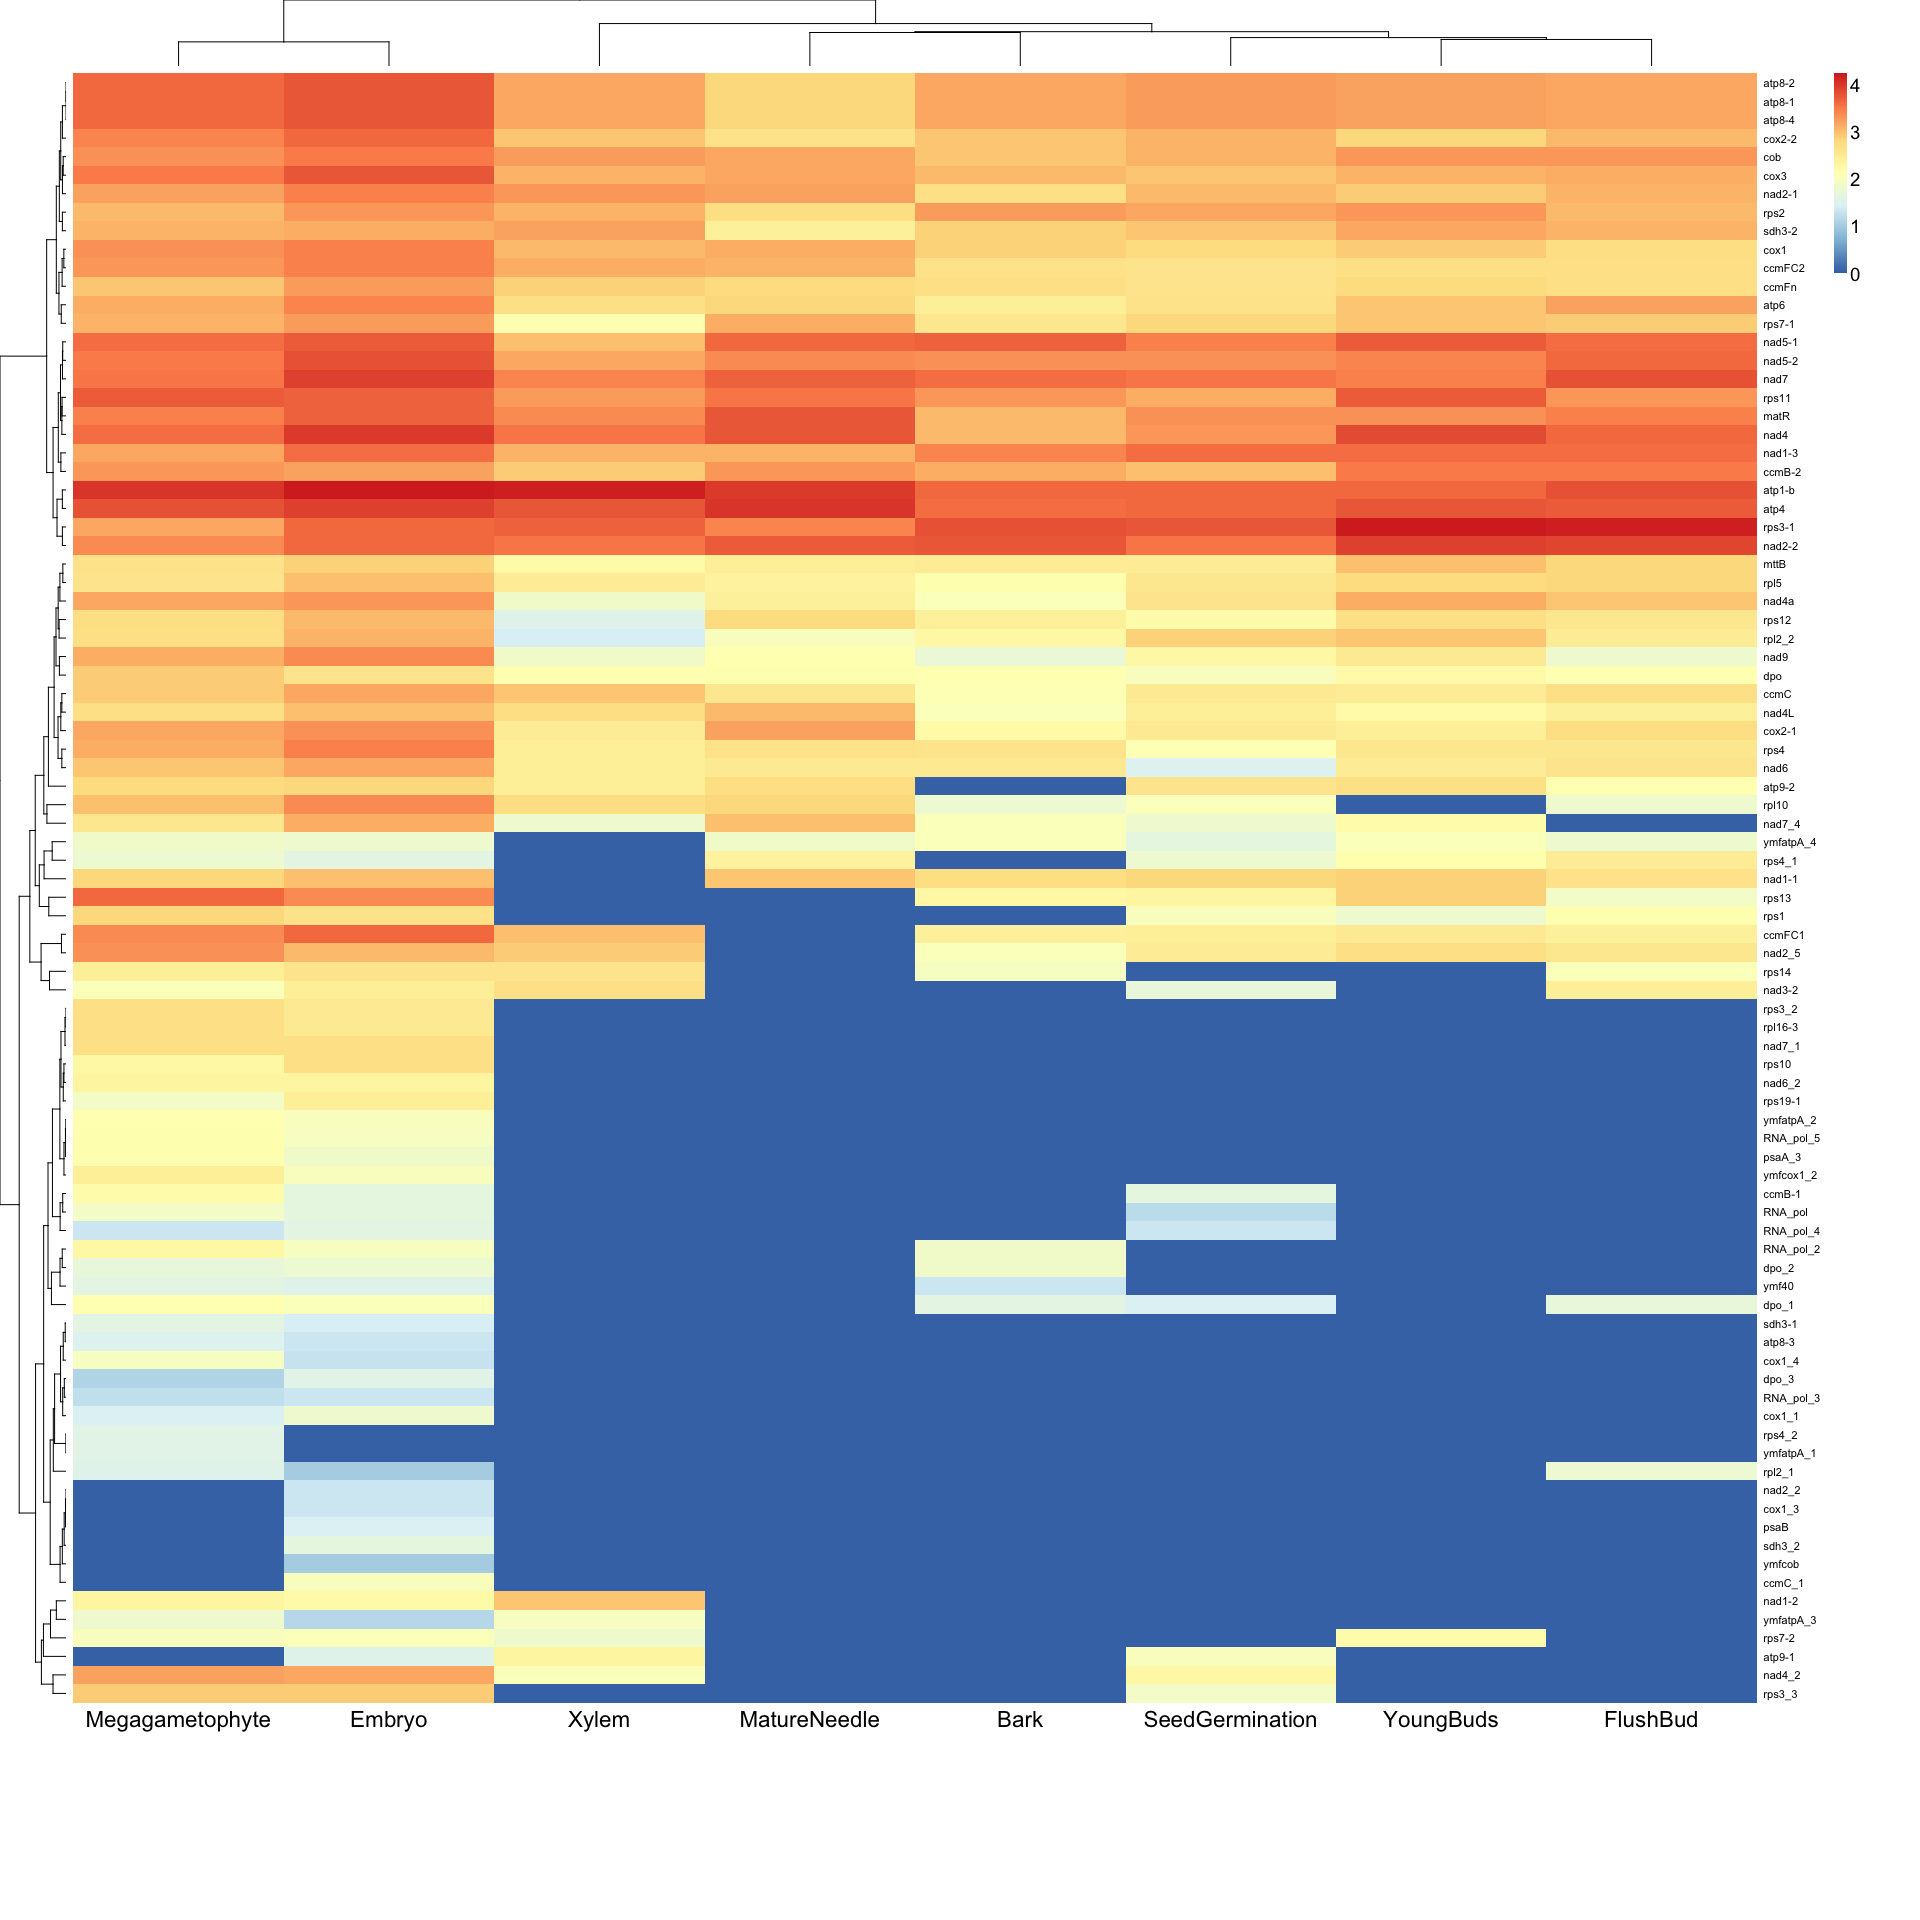 atp8-2
atp8-1
atp8-4
cox2-2
cob
cox3
nad2-1
rps2
sdh3-2
cox1
ccmFC2
ccmFn
atp6
rps7-1
nad5-1
nad5-2
nad7
rps11
matR
nad4
nad1-3
ccmB-2
atp1-b
atp4
rps3-1
nad2-2
mttB
rpl5
nad4a
rps12
rpl2_2
nad9
dpo
ccmC
nad4L
cox2-1
rps4
nad6
atp9-2
rpl10
nad7_4
ymfatpA_4
rps4_1
nad1-1
rps13
rps1
ccmFC1
nad2_5
rps14
nad3-2
rps3_2
rpl16-3
nad7_1
rps10
nad6_2
rps19-1
ymfatpA_2
RNA_pol_5
psaA_3
ymfcox1_2
ccmB-1
RNA_pol
RNA_pol_4
RNA_pol_2
dpo_2
ymf40
dpo_1
sdh3-1
atp8-3
cox1_4
dpo_3
RNA_pol_3
cox1_1
rps4_2
ymfatpA_1
rpl2_1
nad2_2
cox1_3
psaB
sdh3_2
ymfcob
ccmC_1
nad1-2
ymfatpA_3
rps7-2
atp9-1
nad4_2
rps3_3
4
3
2
1
0
Megagametophyte Embryo Xylem MatureNeedle Bark SeedGermination YoungBuds FlushBud